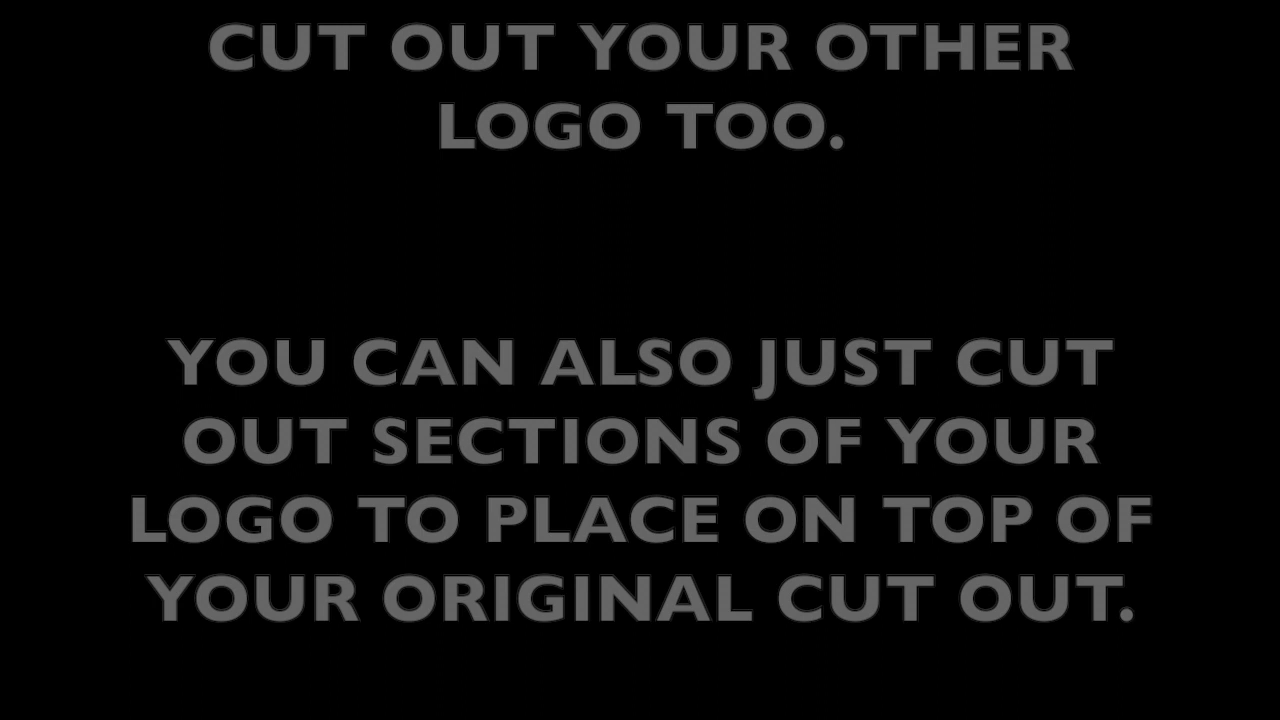 CUT OUT YOUR OTHER
LOGO TOO.
YOU CAN ALSO JUST CUT
OUT SECTIONS OF YOUR
LOGO TO PLACE ON TOP OF
YOUR ORIGINAL CUT OUT.